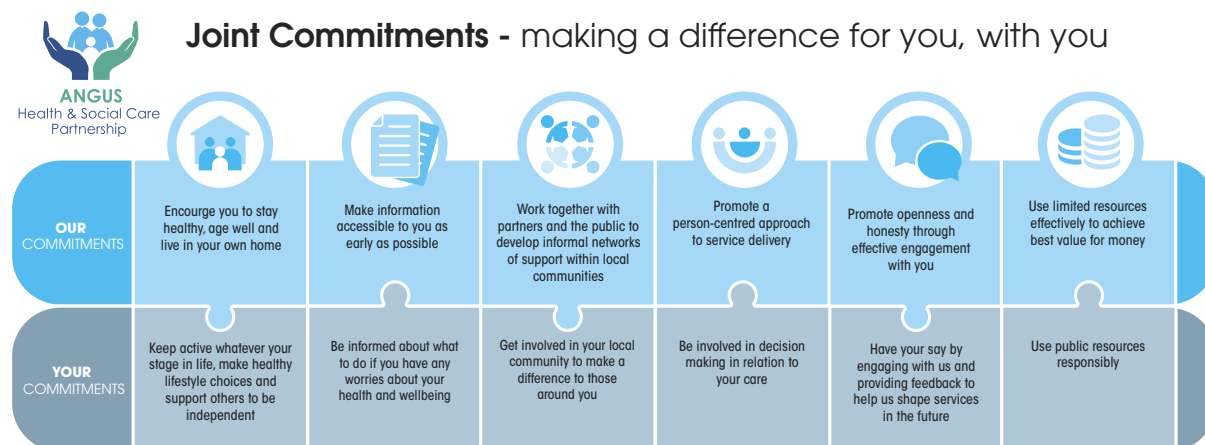 Joint Commitments - making a difference for you, with you
ANGUS
Health & Social Care
Partnership
OUR
COMMITMENTS
Encourge you to stay
healthy, age well and
live in your own home
Make information
accessible to you as
early as possible
Work together with
partners and the public to
develop informal networks
of support within local
communities
Promote a
person-centred approach
to service delivery
Promote openness and
honesty through
effective engagement
with you
Use limited resources
effectively to achieve
best value for money
YOUR
COMMITMENTS
Keep active whatever your
stage in life, make healthy
lifestyle choices and
support others to be
independent
Be informed about what
to do if you have any
worries about your
health and wellbeing
Get involved in your local
community to make a
difference to those
around you
Be involved in decision
making in relation to
your care
Have your say by
engaging with us and
providing feedback to
help us shape services
in the future
Use public resources
responsibly